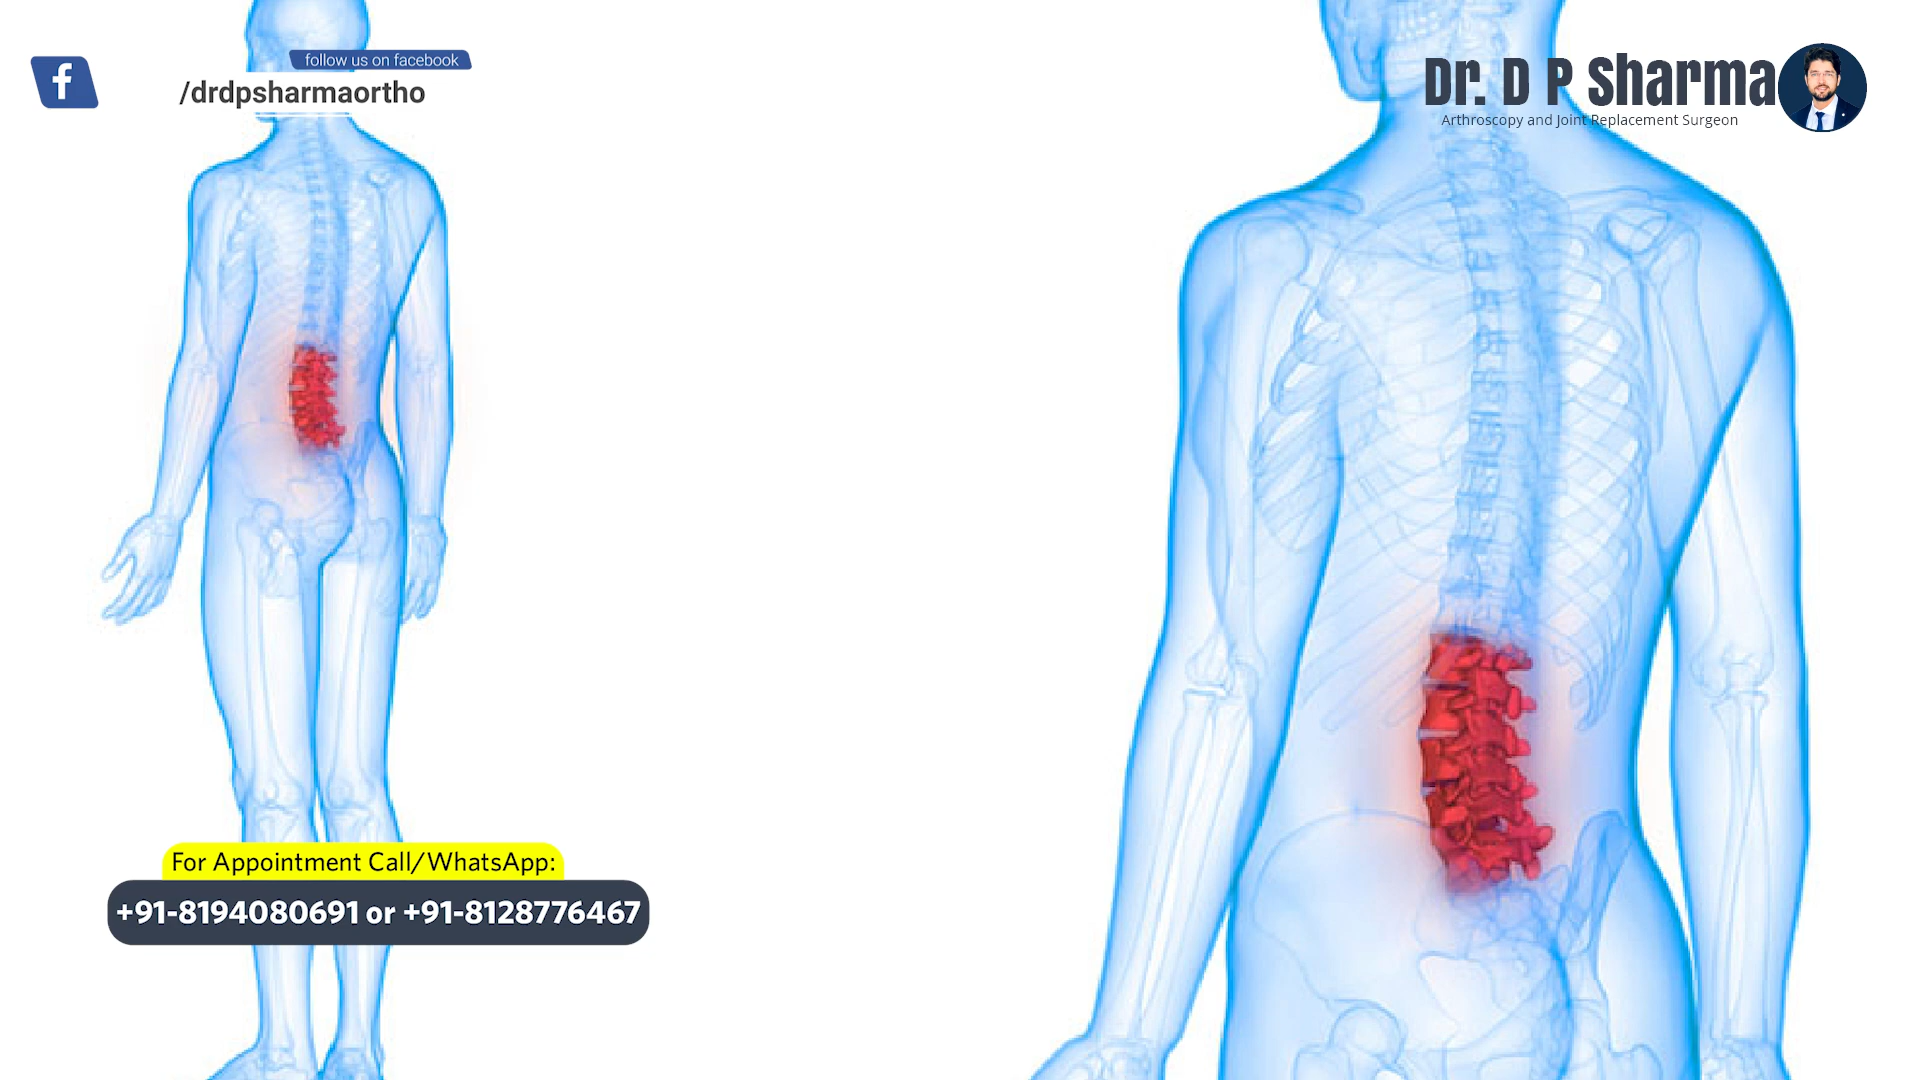 follow us on facebook
/drdpsharmaortho
Dr. D P Sharma
Arthroscopy and Joint Replacement Surgeon
For Appointment Call/WhatsApp:
+91-8194080691 or +91-8128776467